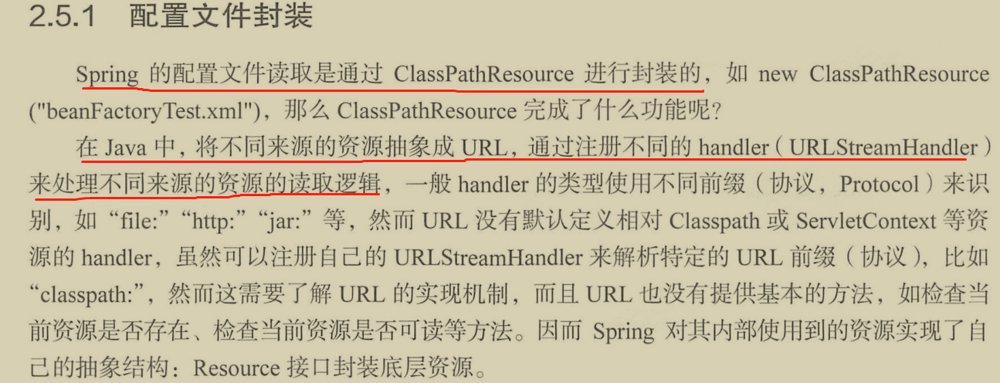 2.5.1 配置文件封装
Spring 的配置文件读取是通过 ClassPathResource 进行封装的，如 new ClassPathResource
("beanFactoryTest.xml")，那么 ClassPathResource 完成了什么功能呢？
在 Java 中，将不同来源的资源抽象成 URL，通过注册不同的 handler（URLStreamHandler）
来处理不同来源的资源的读取逻辑，一般 handler 的类型使用不同前缀（协议，Protocol）来识
别，如“file:”“http:”“jar:”等，然而 URL 没有默认定义相对 Classpath 或 ServletContext 等资
源的 handler，虽然可以注册自己的 URLStreamHandler 来解析特定的 URL 前缀（协议），比如
“classpath:”，然而这需要了解 URL 的实现机制，而且 URL 也没有提供基本的方法，如检查当
前资源是否存在、检查当前资源是否可读等方法。因而 Spring 对其内部使用到的资源实现了自
己的抽象结构：Resource 接口封装底层资源。